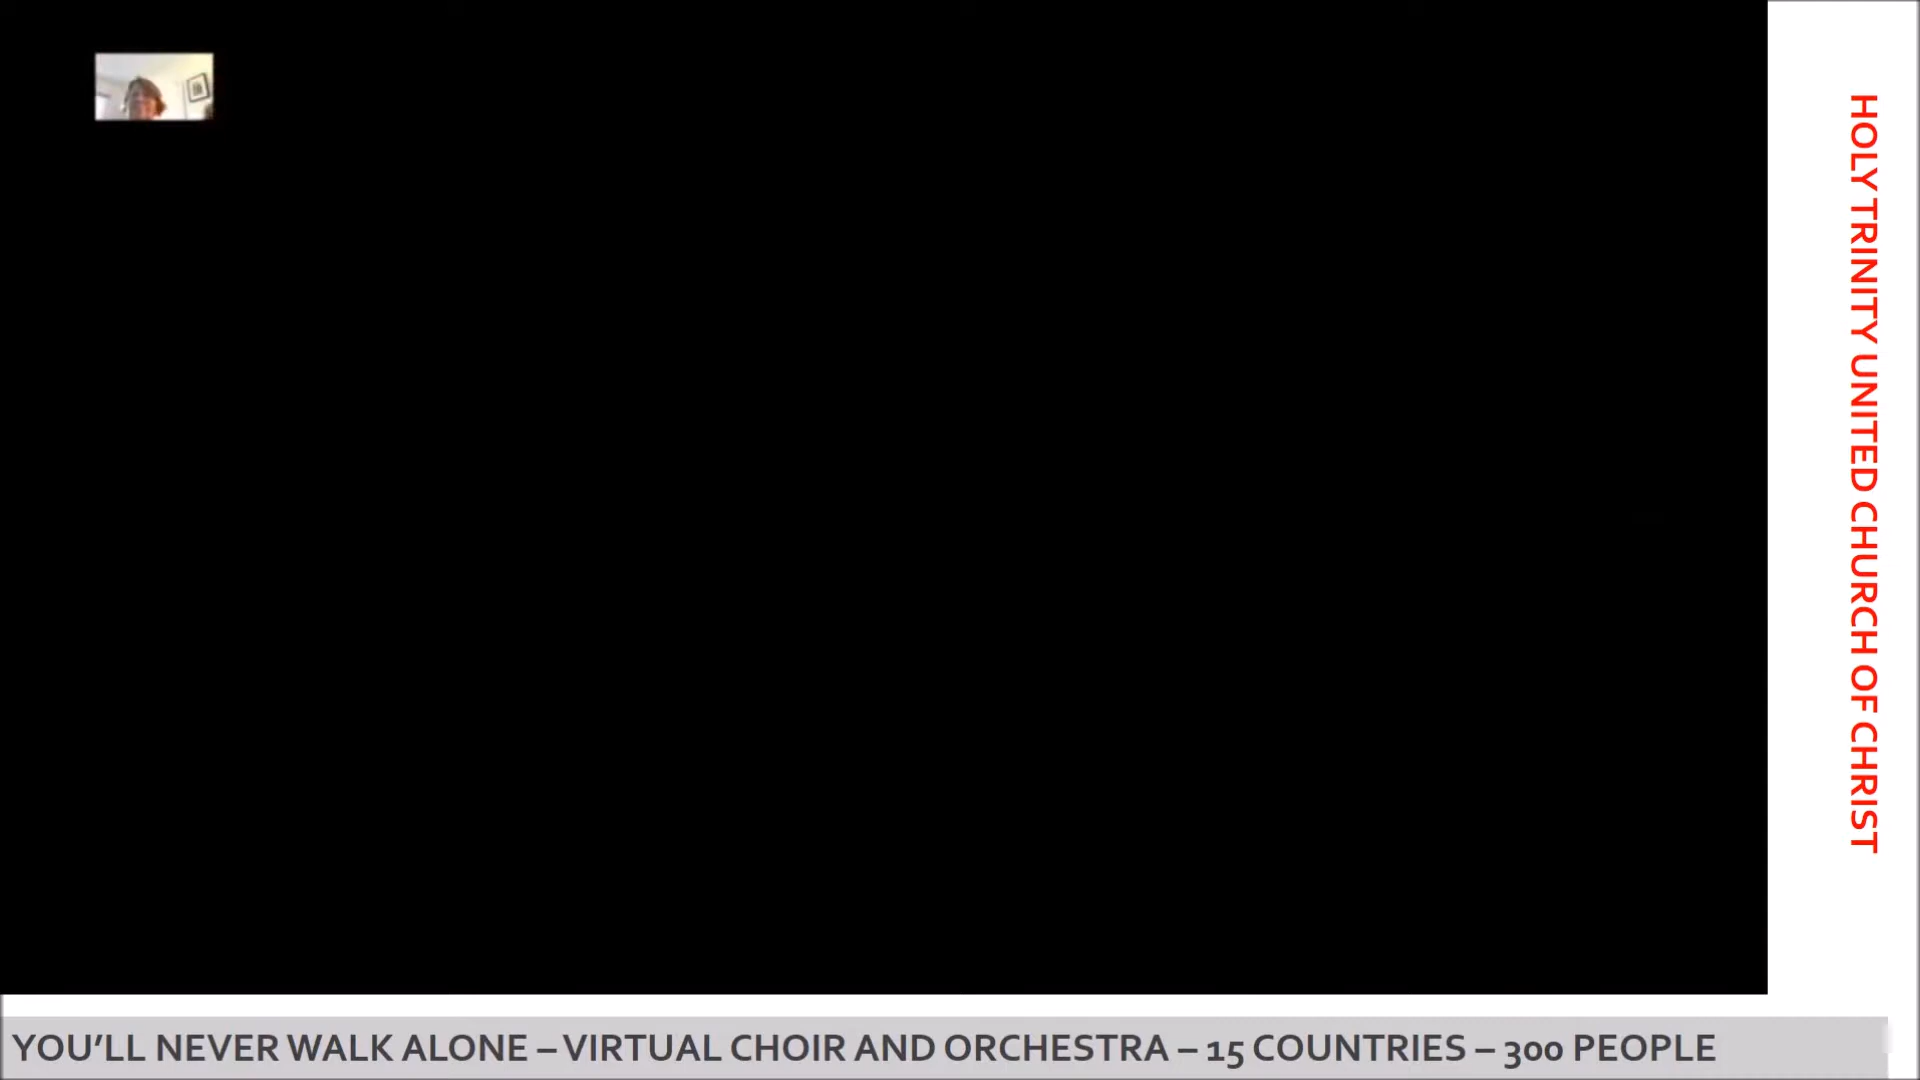 HOLY TRINITY UNITED CHURCH OF CHRIST
YOU’LL NEVER WALK ALONE – VIRTUAL CHOIR AND ORCHESTRA – 15 COUNTRIES – 300 PEOPLE